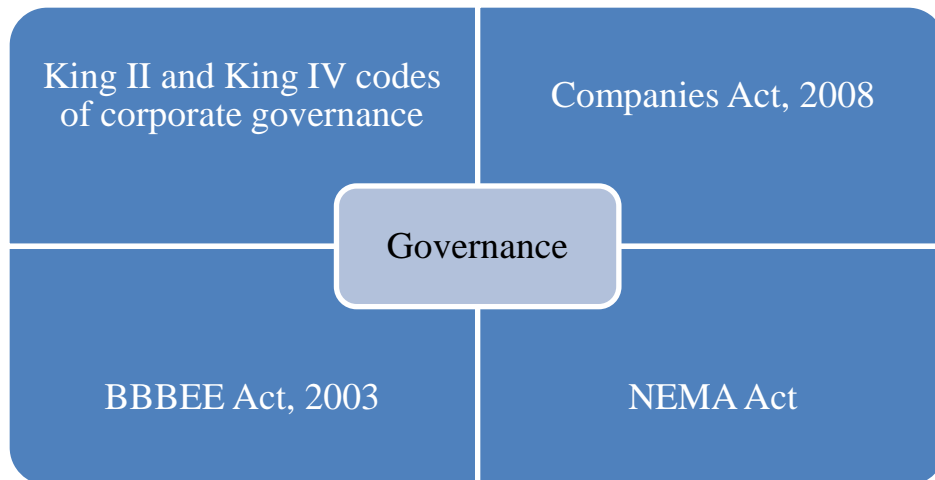 King II and King IV codes
of corporate governance
Companies Act, 2008
Governance
BBBEE Act, 2003
NEMA Act